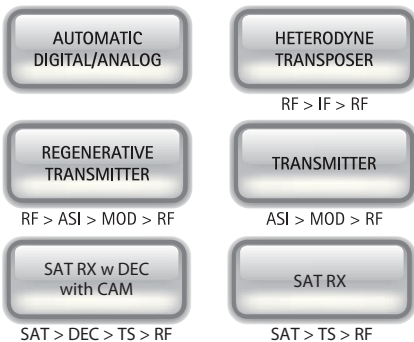 AUTOMATIC
DIGITAL/ANALOG
HETERODYNE
TRANSPOSER
RF > IF > RF
REGENERATIVE
TRANSMITTER
RF > ASI > MOD > RF
TRANSMITTER
ASI > MOD > RF
SAT RX w DEC
with CAM
SAT > DEC > TS > RF
SAT RX
SAT > TS > RF